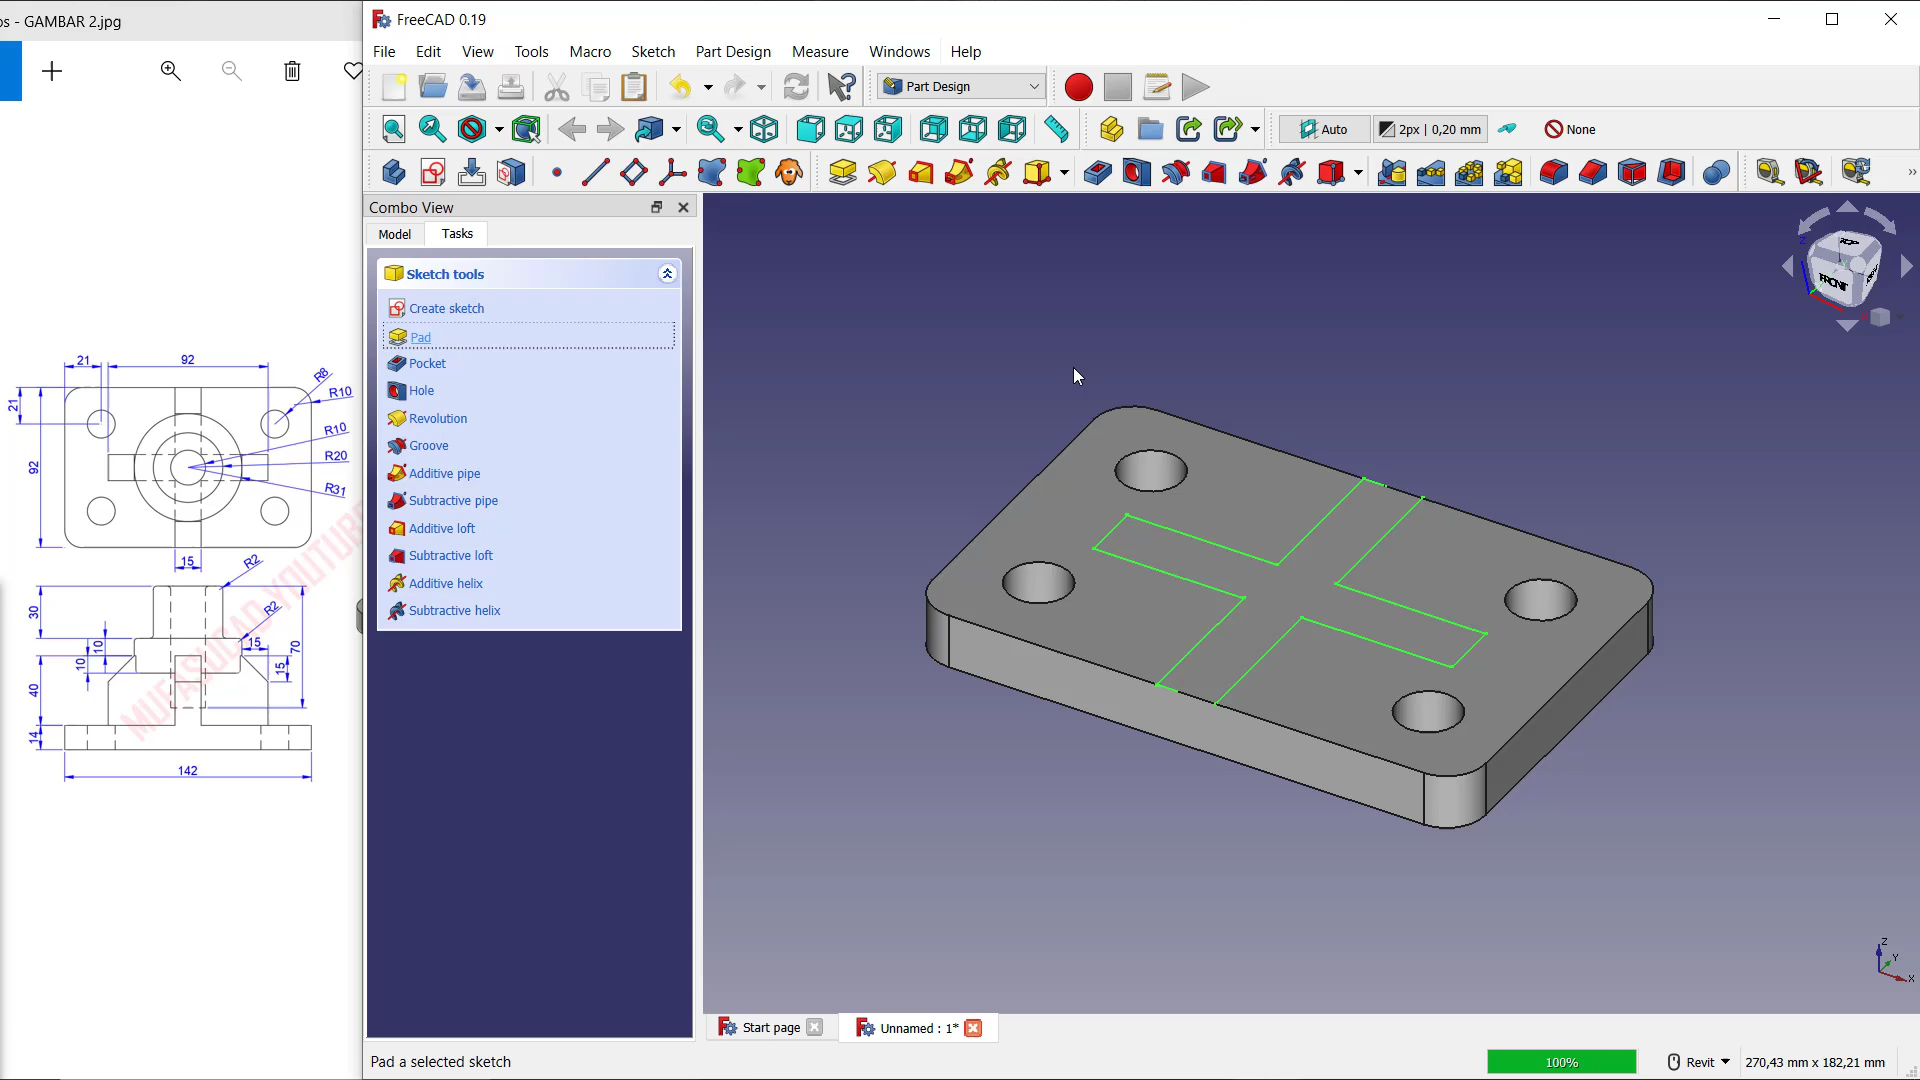 os - GAMBAR 2.jpg
FreeCAD 0.19
File Edit View Tools Macro Sketch Part Design Measure Windows Help
Part Design
Auto
2px | 0,20 mm
None
Combo View
Model
Tasks
Sketch tools
Create sketch
Pad
Pocket
Hole
Revolution
Groove
Additive pipe
Subtractive pipe
Additive loft
Subtractive loft
Additive helix
Subtractive helix
21
92
R8
R10
21
R10
92
R20
R31
15
R2
30
R2
10
15
70
10
15
40
14
142
MUFASUCAD YOUTUBE
TOP
FRONT
Z
Z
Y
X
Start page
Unnamed : 1*
Pad a selected sketch
100%
Revit
270,43 mm x 182,21 mm